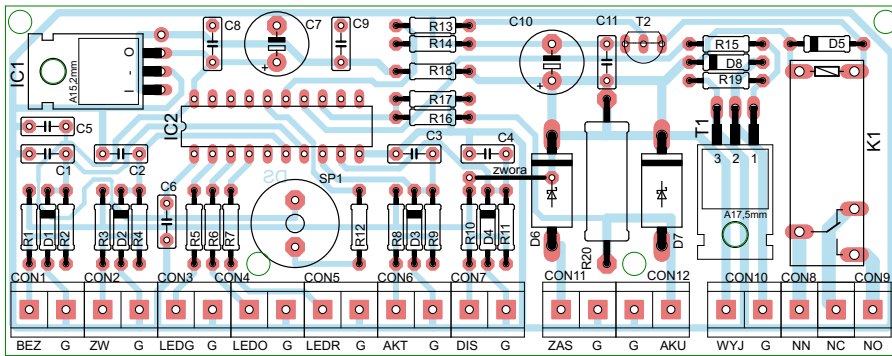 C8
C7
C9
C10
C11
T2
R13
R14
R15
D5
D8
R18
R19
IC1
A15,2mm
I - O
R17
R16
IC2
C5
C3
C4
T1
3 2 1
K1
C1
C2
zwora
SP1
DS
C6
A17,5mm
R1
D1
R2
R3
D2
R4
R5
R6
R7
R12
R8
D3
R9
R10
D4
R11
D6
R20
D7
CON1
CON2
CON3
CON4
CON5
CON6
CON7
CON11
CON12
CON10
CON8
CON9
BEZ G ZW G LEDG G LEDO G LEDR G AKT G DIS G ZAS G G AKU WYJ G NN NC NO